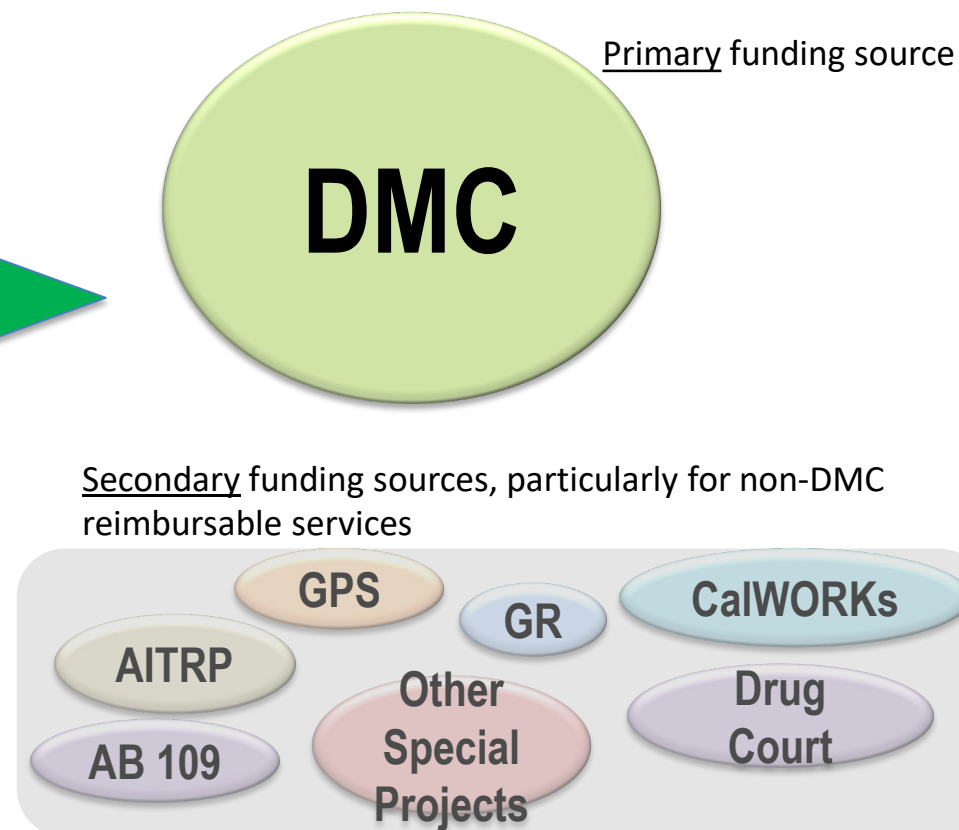 Primary funding source
DMC
Secondary funding sources, particularly for non-DMC
reimbursable services
GPS
GR
CalWORKs
AITRP
Other
Special
Projects
Drug
Court
AB 109